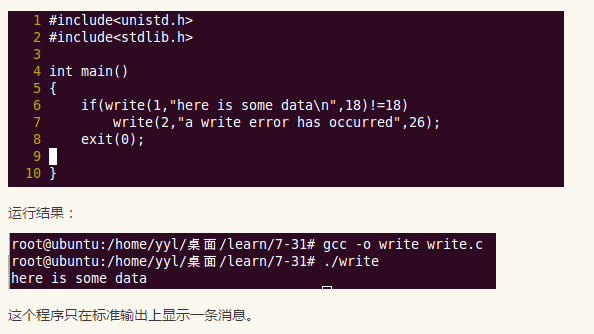 1 #include<unistd.h>
2 #include<stdlib.h>
3
4 int main()
5 {
6     if(write(1,"here is some data\n",18)!=18)
7         write(2,"a write error has occurred",26);
8     exit(0);
9
10 }
运行结果：
root@ubuntu:/home/yyl/桌面/learn/7-31# gcc -o write write.c
root@ubuntu:/home/yyl/桌面/learn/7-31# ./write
here is some data
这个程序只在标准输出上显示一条消息。